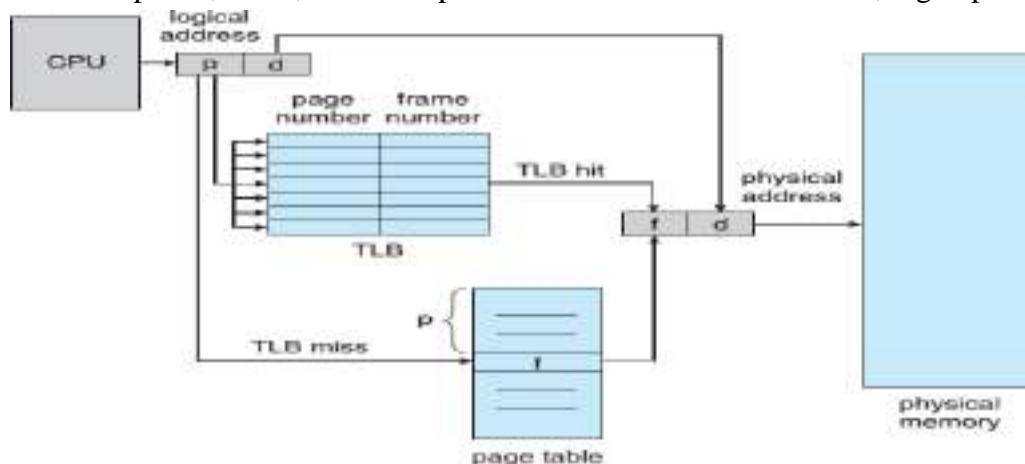 logical
address
CPU
p d
page frame
number number
TLB hit
physical
address
f d
TLB
p
TLB miss
f
physical
memory
page table